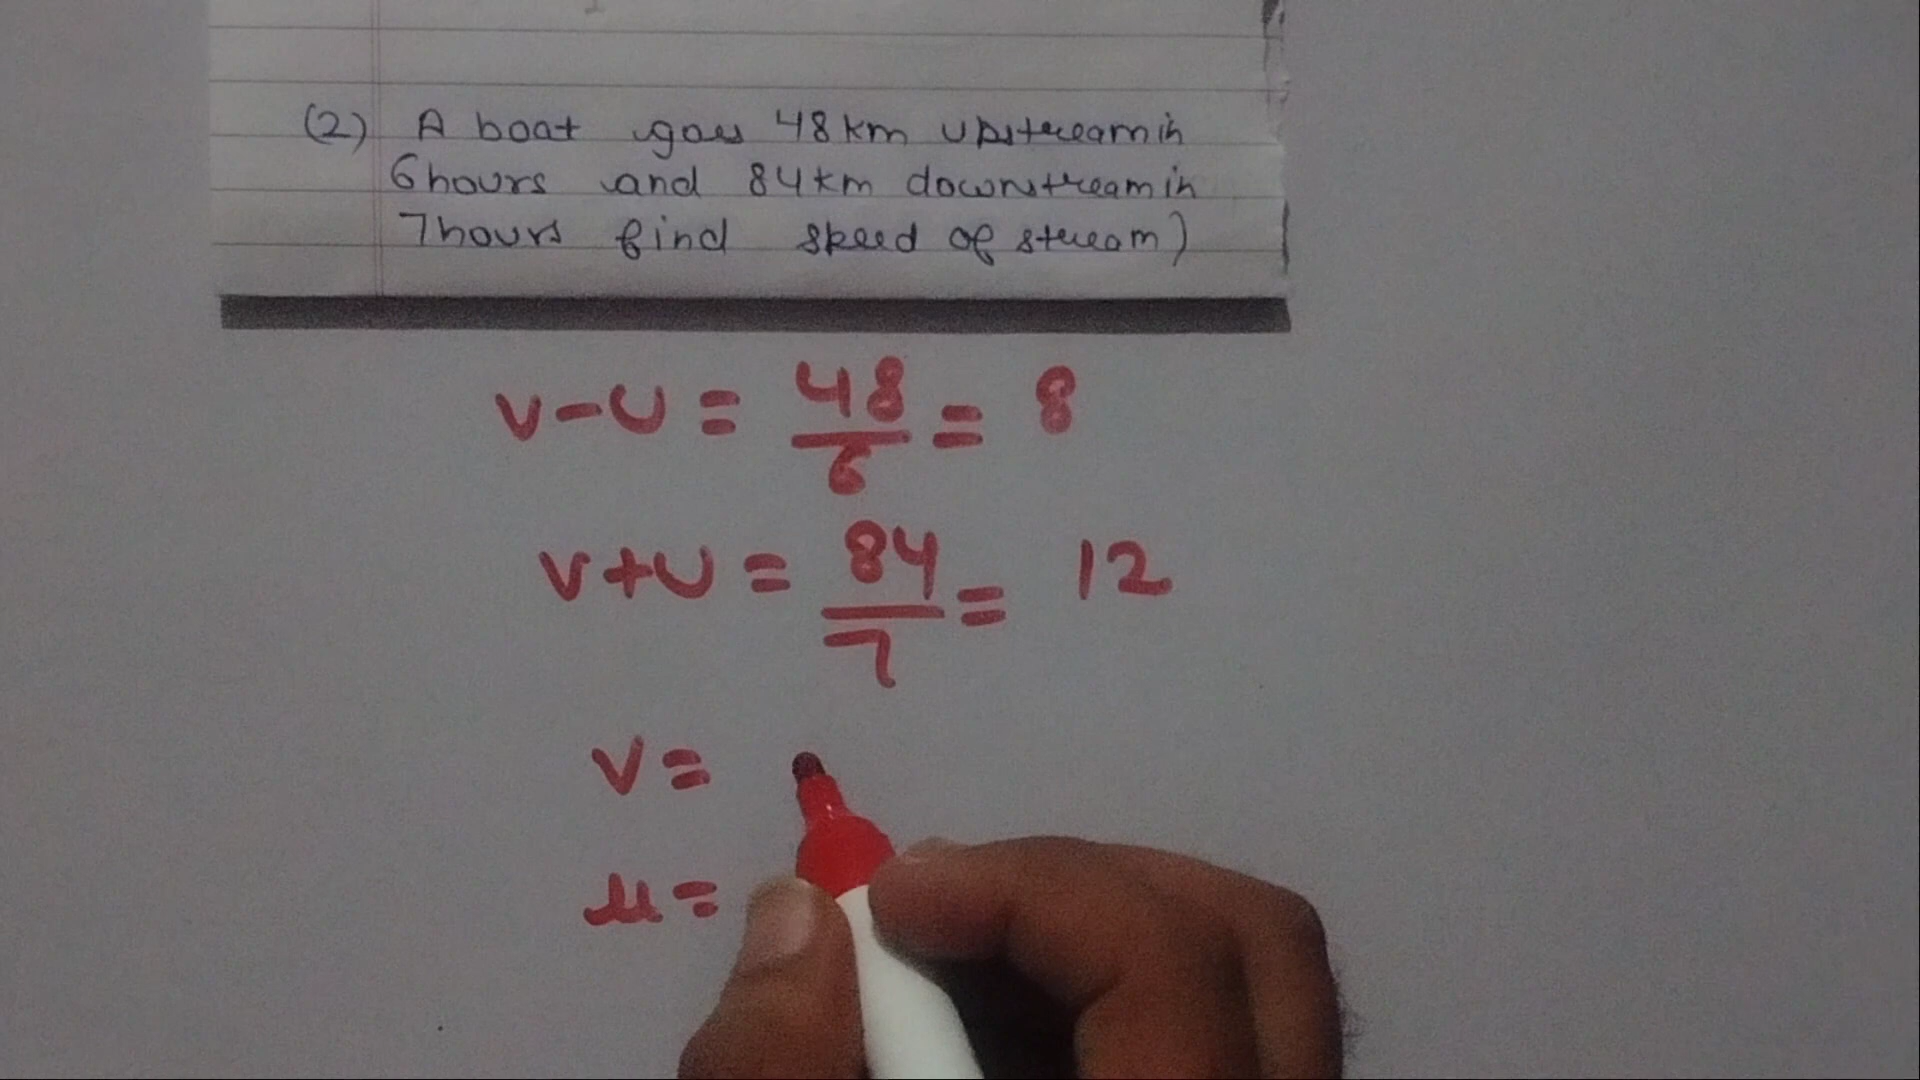 (2) A boat goes 48 km upstream in
6 hours and 84 km downstream in
7 hours find speed of stream)
v-u = 48/6 = 8
v+u = 84/7 = 12
v =
u =